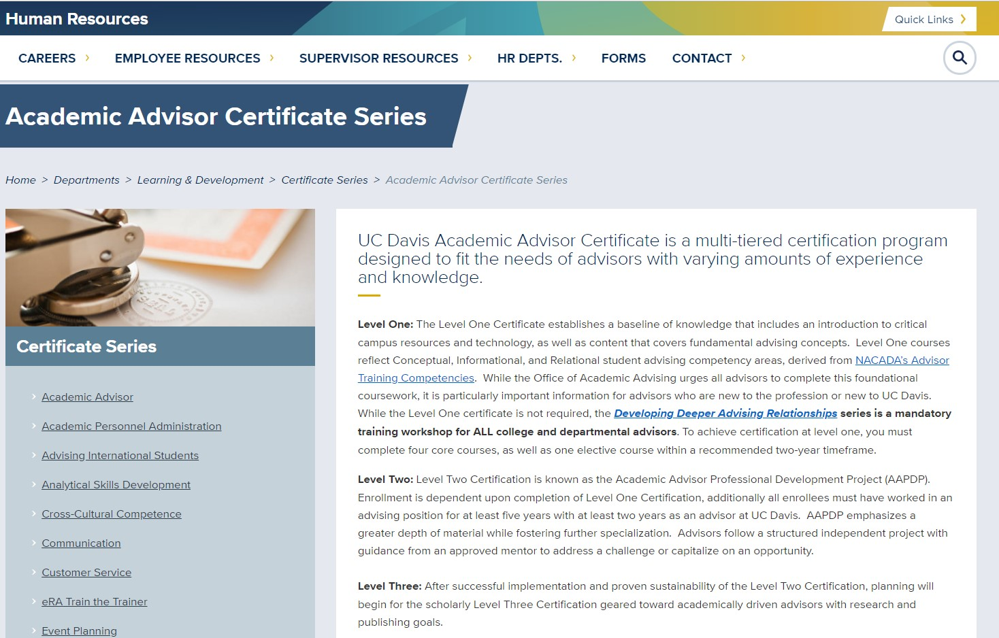 Human Resources
Quick Links
CAREERS EMPLOYEE RESOURCES SUPERVISOR RESOURCES HR DEPTS. FORMS CONTACT
Academic Advisor Certificate Series
Home > Departments > Learning & Development > Certificate Series > Academic Advisor Certificate Series
SEAL
Certificate Series
Academic Advisor
Academic Personnel Administration
Advising International Students
Analytical Skills Development
Cross-Cultural Competence
Communication
Customer Service
eRA Train the Trainer
Event Planning
UC Davis Academic Advisor Certificate is a multi-tiered certification program
designed to fit the needs of advisors with varying amounts of experience
and knowledge.
Level One: The Level One Certificate establishes a baseline of knowledge that includes an introduction to critical
campus resources and technology, as well as content that covers fundamental advising concepts. Level One courses
reflect Conceptual, Informational, and Relational student advising competency areas, derived from NACADA's Advisor
Training Competencies. While the Office of Academic Advising urges all advisors to complete this foundational
coursework, it is particularly important information for advisors who are new to the profession or new to UC Davis.
While the Level One certificate is not required, the Developing Deeper Advising Relationships series is a mandatory
training workshop for ALL college and departmental advisors. To achieve certification at level one, you must
complete four core courses, as well as one elective course within a recommended two-year timeframe.
Level Two: Level Two Certification is known as the Academic Advisor Professional Development Project (AAPDP).
Enrollment is dependent upon completion of Level One Certification, additionally all enrollees must have worked in an
advising position for at least five years with at least two years as an advisor at UC Davis. AAPDP emphasizes a
greater depth of material while fostering further specialization. Advisors follow a structured independent project with
guidance from an approved mentor to address a challenge or capitalize on an opportunity.
Level Three: After successful implementation and proven sustainability of the Level Two Certification, planning will
begin for the scholarly Level Three Certification geared toward academically driven advisors with research and
publishing goals.